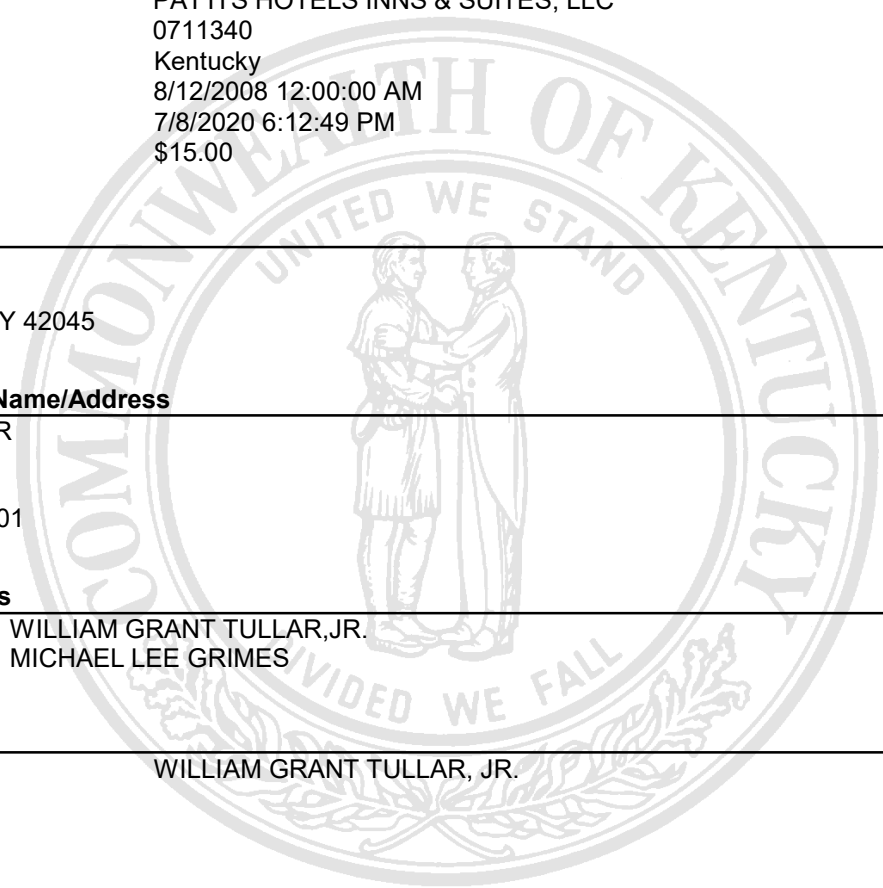 PATTI'S HOTELS INNS & SUITES, LLC
0711340
Kentucky
8/12/2008 12:00:00 AM
7/8/2020 6:12:49 PM
$15.00
Y 42045
Name/Address
R
01
s
WILLIAM GRANT TULLAR,JR.
MICHAEL LEE GRIMES
WILLIAM GRANT TULLAR, JR.
COMMONWEALTH OF KENTUCKY
UNITED WE STAND
DIVIDED WE FALL